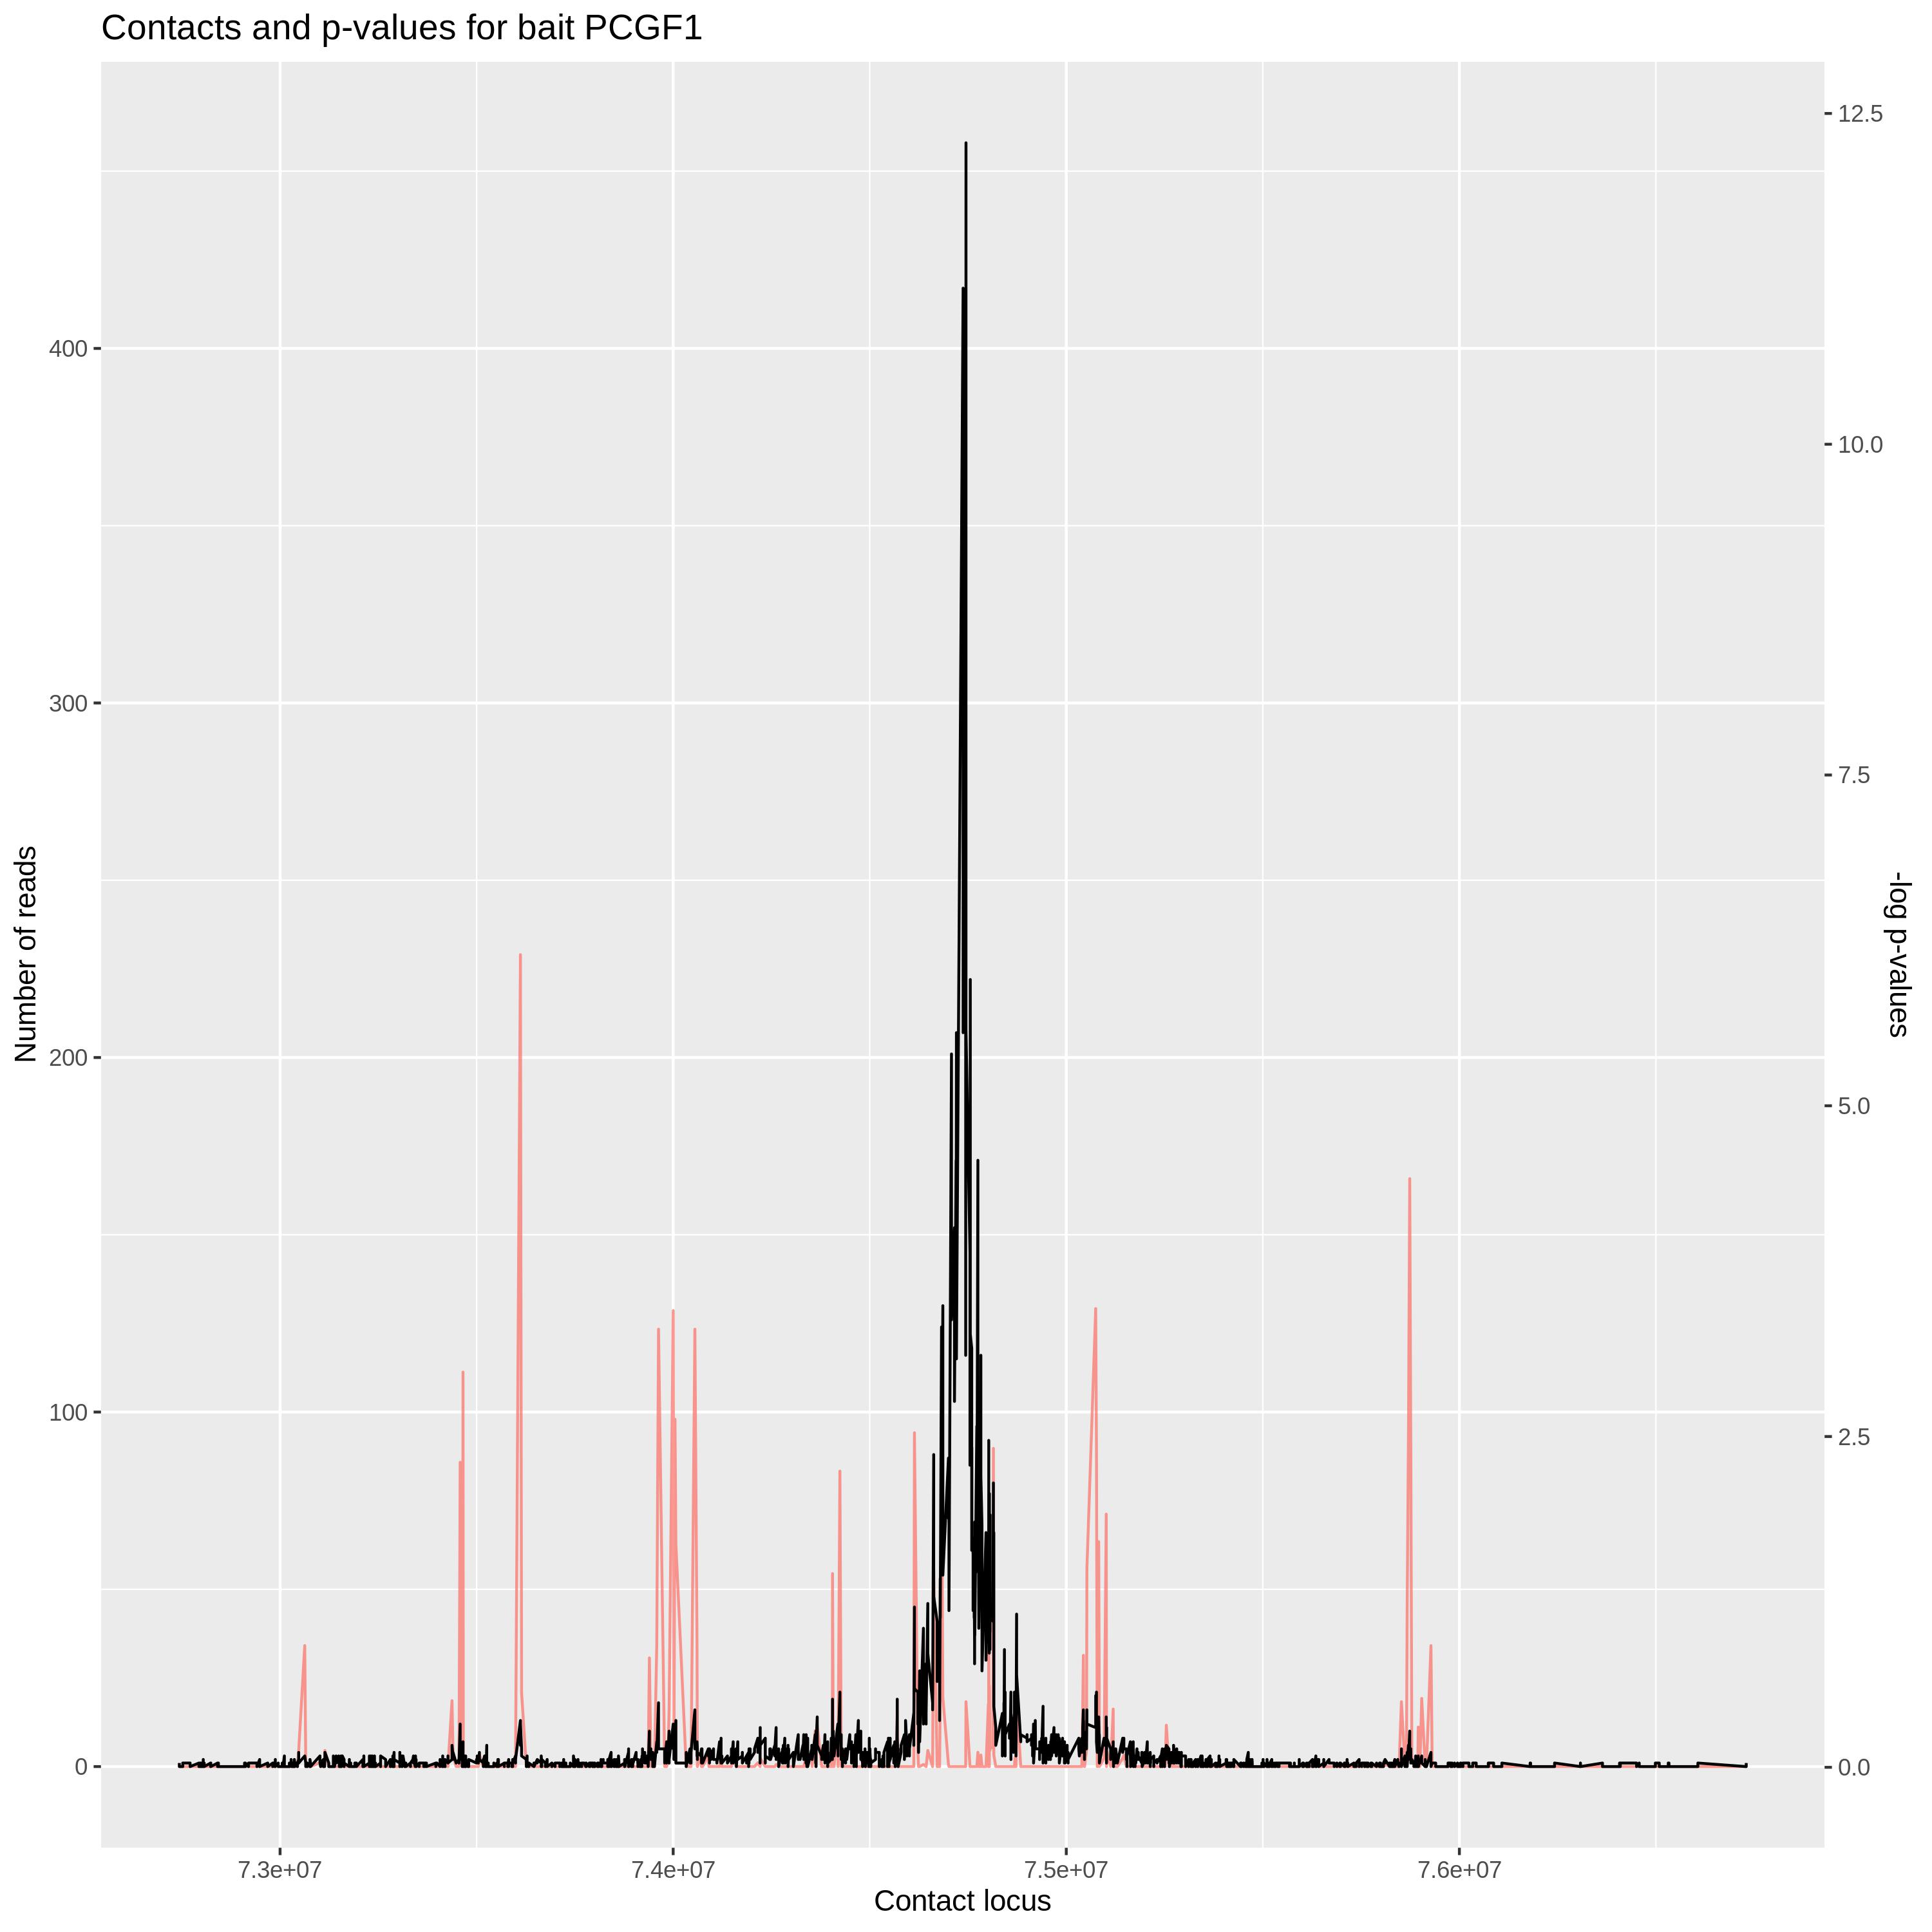 Contacts and p-values for bait PCGF1
12.5
400
10.0
300
7.5
Number of reads
-log p-values
200
5.0
100
2.5
0
0.0
7.3e+07 7.4e+07 7.5e+07 7.6e+07
Contact locus